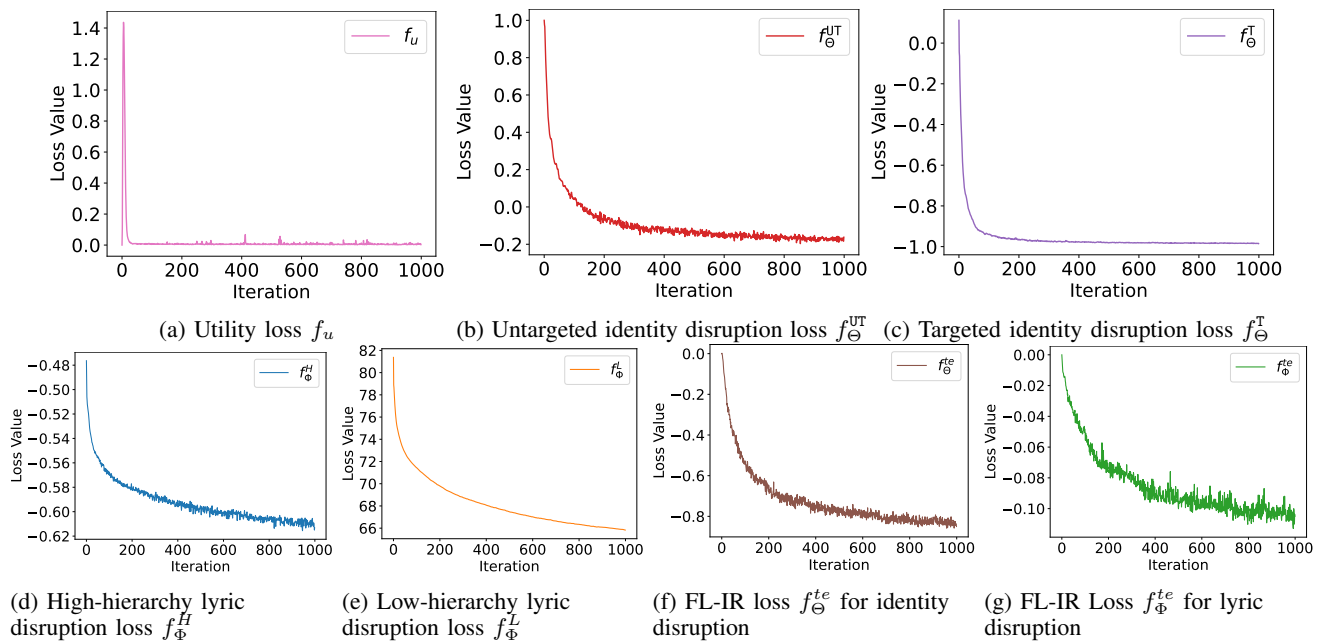 1.4
1.2
1.0
0.8
0.6
0.4
0.2
0.0
Loss Value
f_u
0 200 400 600 800 1000
Iteration
(a) Utility loss f_u
1.0
0.8
0.6
0.4
0.2
0.0
−0.2
Loss Value
f_Θ^UT
0 200 400 600 800 1000
Iteration
(b) Untargeted identity disruption loss f_Θ^UT
0.0
−0.2
−0.4
−0.6
−0.8
−1.0
Loss Value
f_Θ^T
0 200 400 600 800 1000
Iteration
(c) Targeted identity disruption loss f_Θ^T
−0.48
−0.50
−0.52
−0.54
−0.56
−0.58
−0.60
−0.62
Loss Value
f_Φ^H
0 200 400 600 800 1000
Iteration
(d) High-hierarchy lyric
disruption loss f_Φ^H
82
80
78
76
74
72
70
68
66
Loss Value
f_Φ^L
0 200 400 600 800 1000
Iteration
(e) Low-hierarchy lyric
disruption loss f_Φ^L
0.0
−0.2
−0.4
−0.6
−0.8
Loss Value
f_Θ^te
0 200 400 600 800 1000
Iteration
(f) FL-IR loss f_Θ^te for identity
disruption
0.00
−0.02
−0.04
−0.06
−0.08
−0.10
Loss Value
f_Φ^te
0 200 400 600 800 1000
Iteration
(g) FL-IR Loss f_Φ^te for lyric
disruption